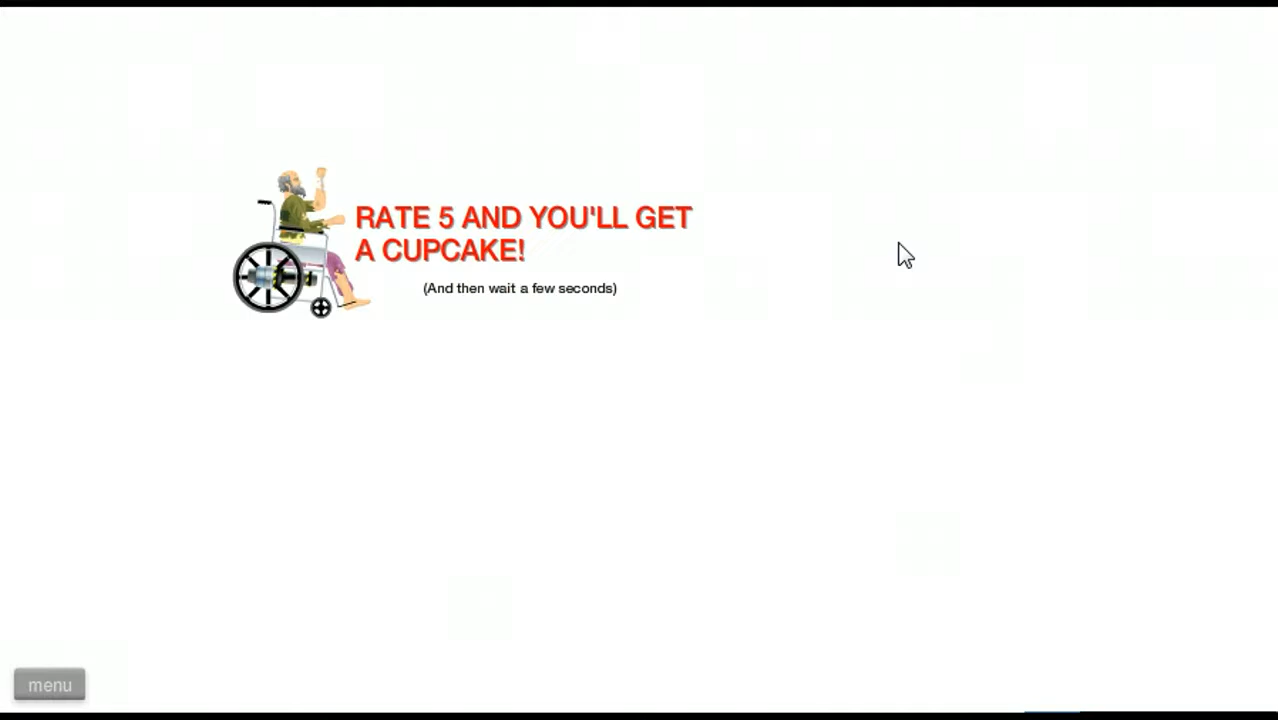 RATE 5 AND YOU'LL GET
A CUPCAKE!
(And then wait a few seconds)
menu